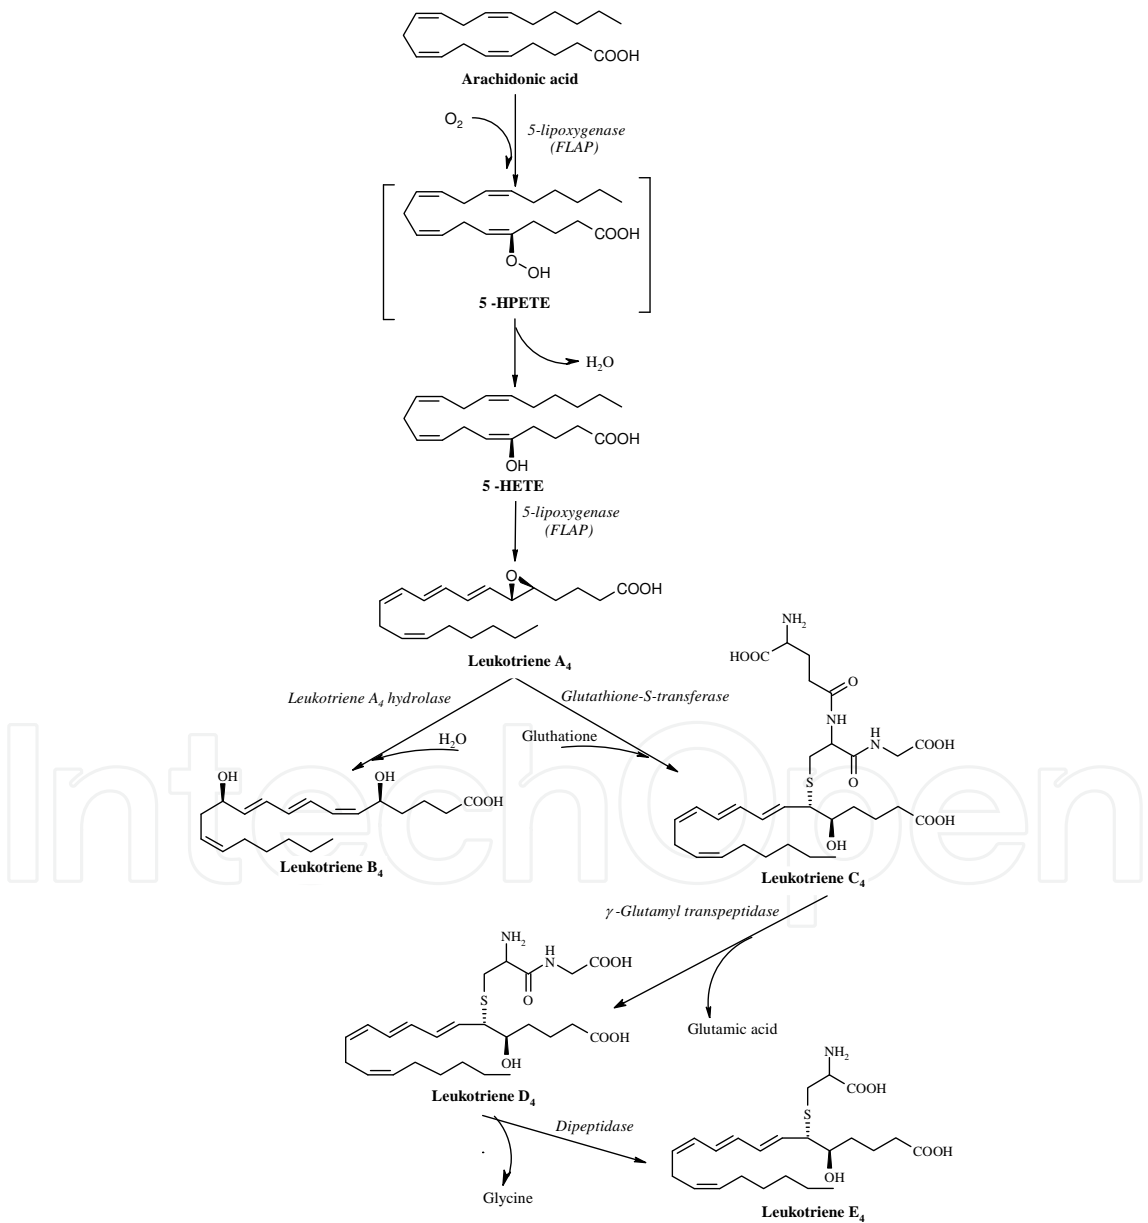 COOH
Arachidonic acid
O2
5-lipoxygenase
(FLAP)
COOH
O
OH
5 -HPETE
H2O
COOH
OH
5 -HETE
5-lipoxygenase
(FLAP)
O
COOH
Leukotriene A4
NH2
HOOC
O
NH
H
N
COOH
O
S
COOH
OH
Leukotriene C4
Leukotriene A4 hydrolase
Glutathione-S-transferase
H2O
Gluthatione
OH
OH
COOH
Leukotriene B4
γ-Glutamyl transpeptidase
Glutamic acid
NH2
H
N
COOH
O
S
COOH
OH
Leukotriene D4
Dipeptidase
Glycine
NH2
COOH
S
COOH
OH
Leukotriene E4
IntechOpen